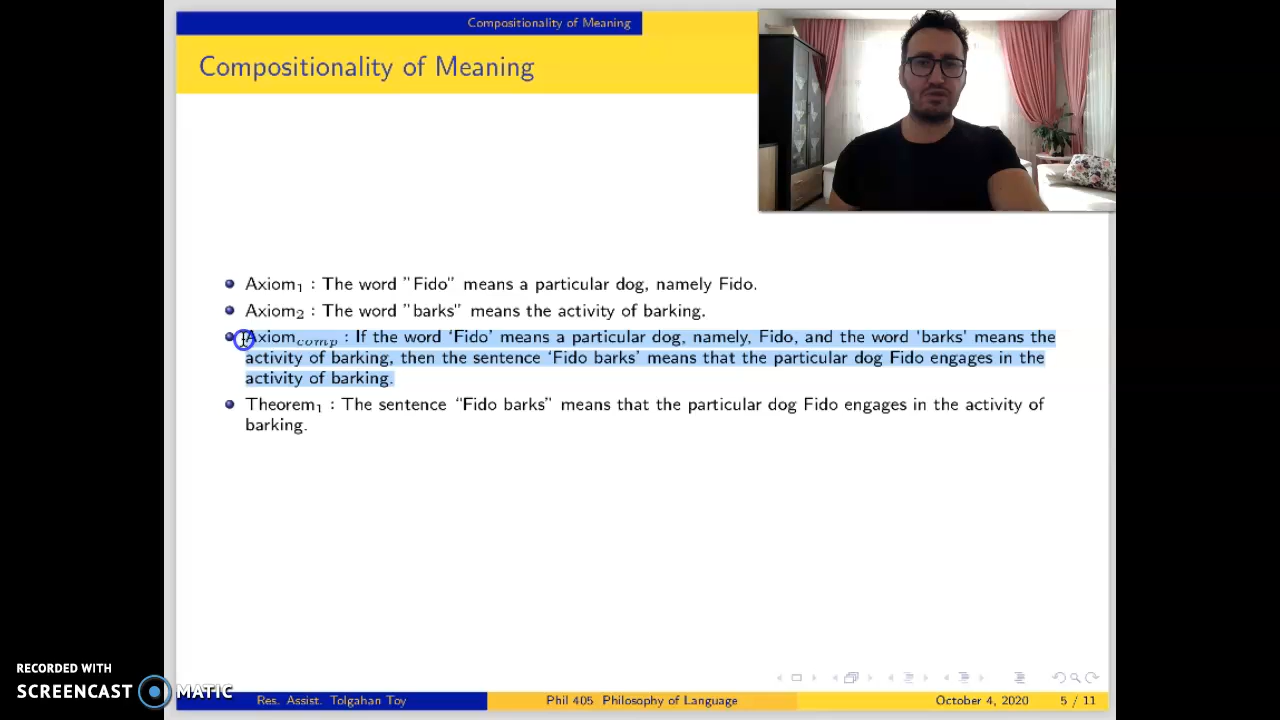 Compositionality of Meaning
Compositionality of Meaning
Axiom1 : The word "Fido" means a particular dog, namely Fido.
Axiom2 : The word "barks" means the activity of barking.
Axiomcomp : If the word ‘Fido’ means a particular dog, namely, Fido, and the word ‘barks’ means the
activity of barking, then the sentence ‘Fido barks’ means that the particular dog Fido engages in the
activity of barking.
Theorem1 : The sentence “Fido barks” means that the particular dog Fido engages in the activity of
barking.
RECORDED WITH
SCREENCAST MATIC
Res. Assist. Tolgahan Toy Phil 405 Philosophy of Language October 4, 2020 5 / 11